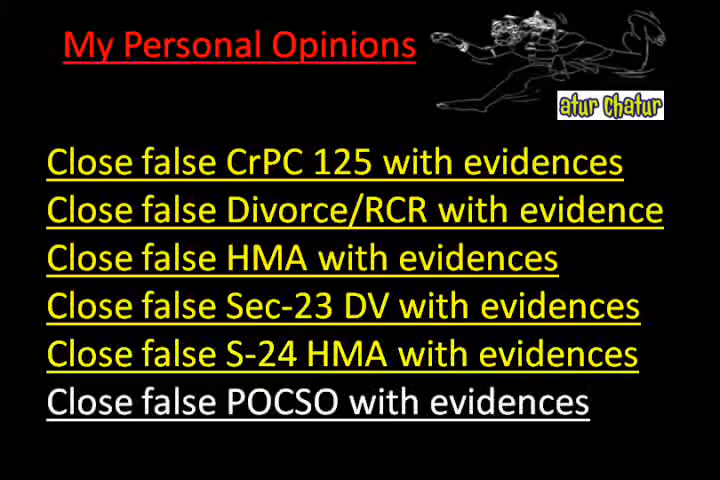 My Personal Opinions
atur Chatur
Close false CrPC 125 with evidences
Close false Divorce/RCR with evidence
Close false HMA with evidences
Close false Sec-23 DV with evidences
Close false S-24 HMA with evidences
Close false POCSO with evidences